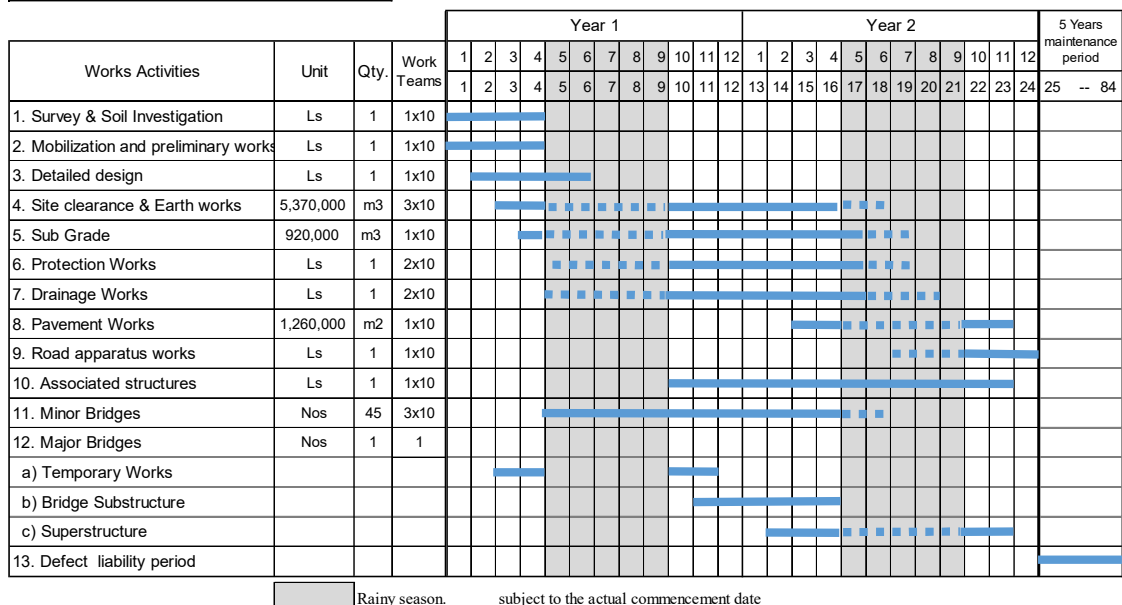 Year 1 Year 2 5 Years maintenance period
Works Activities Unit Qty. Work Teams 1 2 3 4 5 6 7 8 9 10 11 12 1 2 3 4 5 6 7 8 9 10 11 12
1 2 3 4 5 6 7 8 9 10 11 12 13 14 15 16 17 18 19 20 21 22 23 24 25 -- 84
1. Survey & Soil Investigation Ls 1 1x10
2. Mobilization and preliminary works Ls 1 1x10
3. Detailed design Ls 1 1x10
4. Site clearance & Earth works 5,370,000 m3 3x10
5. Sub Grade 920,000 m3 1x10
6. Protection Works Ls 1 2x10
7. Drainage Works Ls 1 2x10
8. Pavement Works 1,260,000 m2 1x10
9. Road apparatus works Ls 1 1x10
10. Associated structures Ls 1 1x10
11. Minor Bridges Nos 45 3x10
12. Major Bridges Nos 1 1
a) Temporary Works
b) Bridge Substructure
c) Superstructure
13. Defect liability period
Rainy season. subject to the actual commencement date